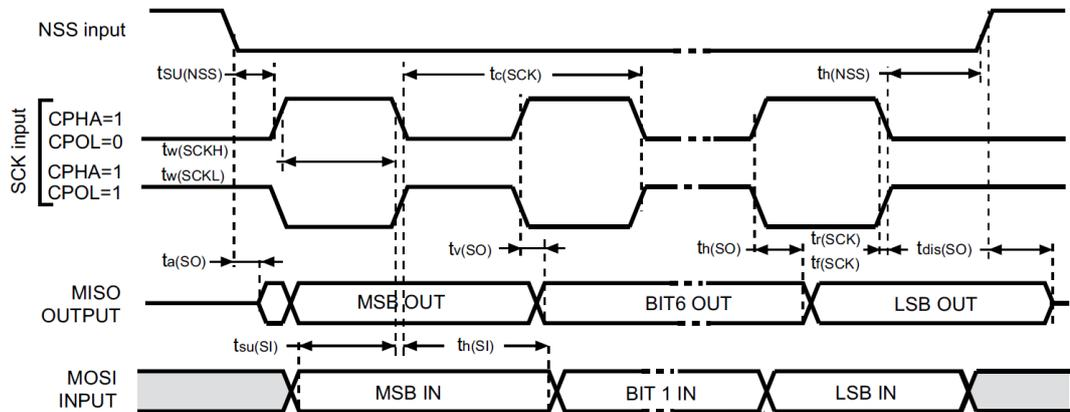 NSS input
tSU(NSS)
tc(SCK)
th(NSS)
SCK input
CPHA=1
CPOL=0
tw(SCKH)
CPHA=1
tw(SCKL)
CPOL=1
ta(SO)
tv(SO)
th(SO)
tr(SCK)
tf(SCK)
tdis(SO)
MISO
OUTPUT
MSB OUT
BIT6 OUT
LSB OUT
tsu(SI)
th(SI)
MOSI
INPUT
MSB IN
BIT 1 IN
LSB IN